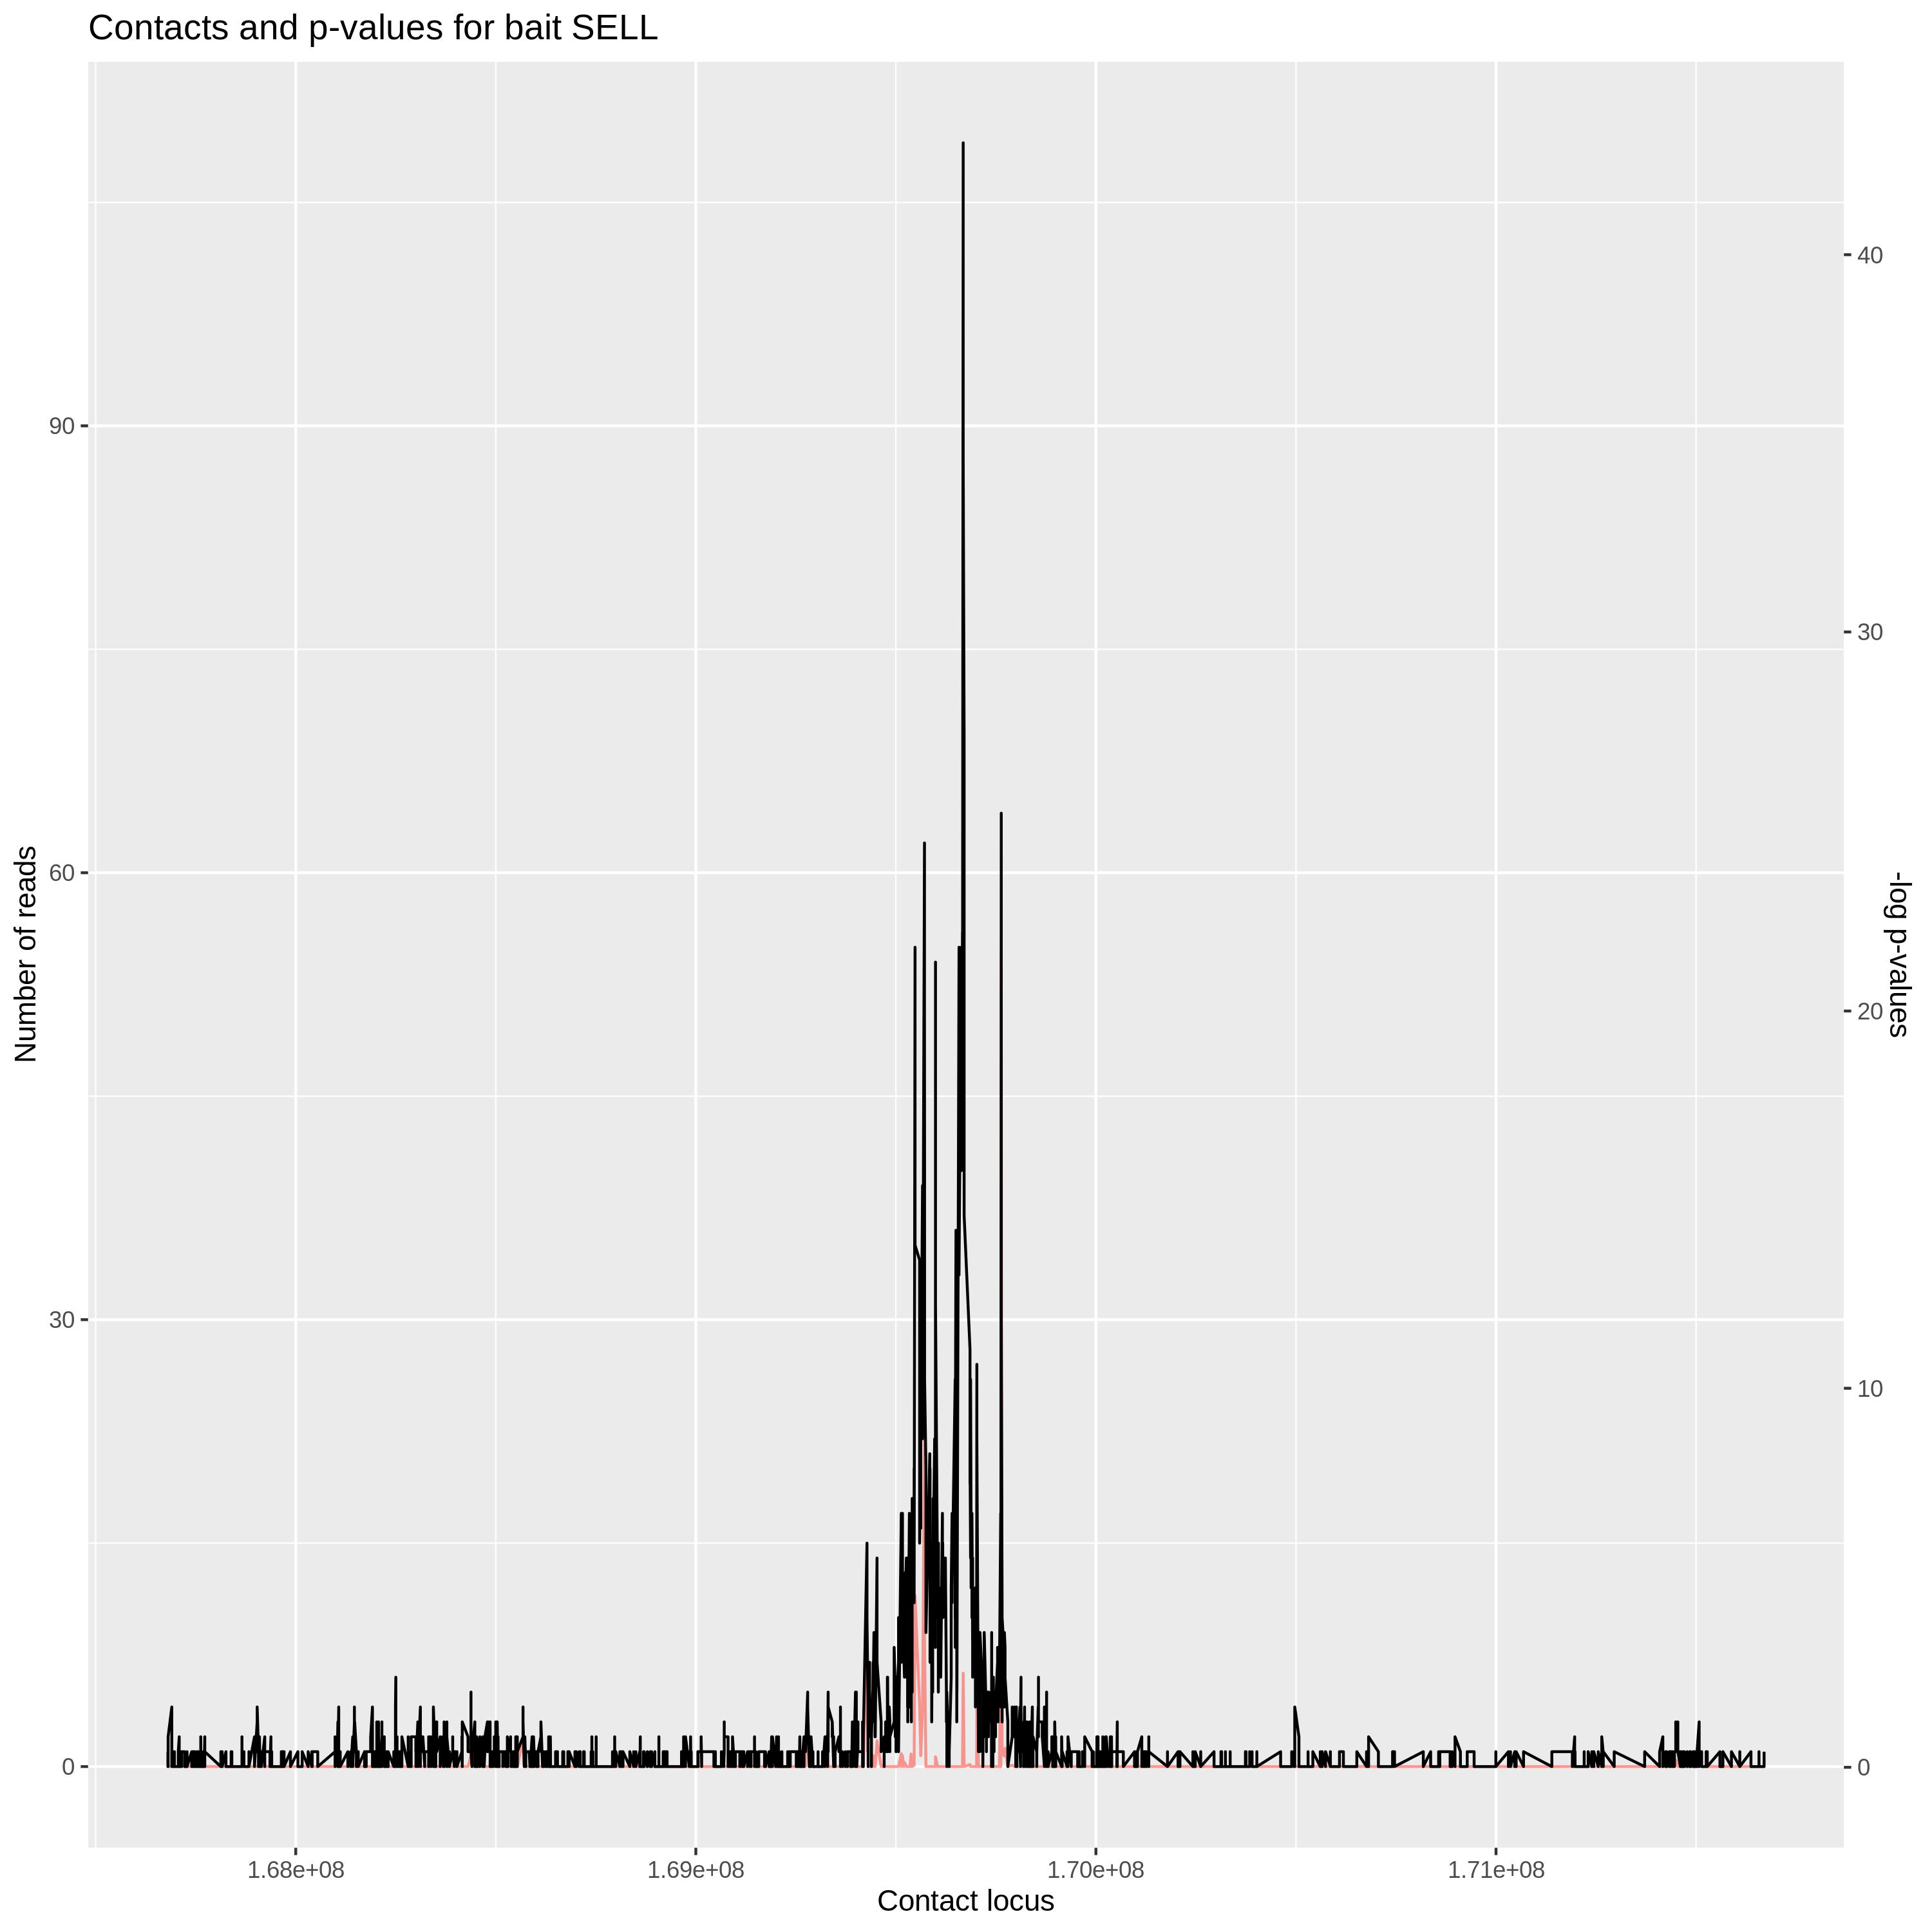 Contacts and p-values for bait SELL
90
60
30
0
40
30
20
10
0
Number of reads
-log p-values
1.68e+08
1.69e+08
1.70e+08
1.71e+08
Contact locus